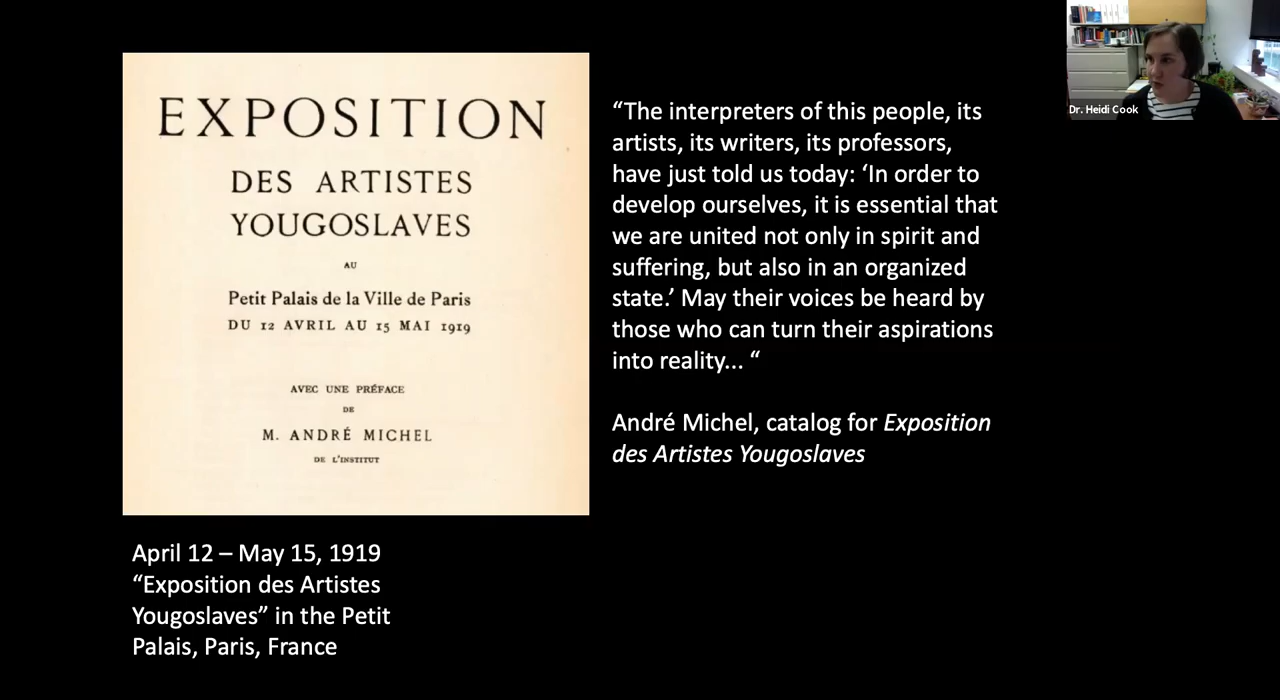 EXPOSITION
DES ARTISTES
YOUGOSLAVES
AU
Petit Palais de la Ville de Paris
DU 12 AVRIL AU 15 MAI 1919
AVEC UNE PRÉFACE
DE
M. ANDRÉ MICHEL
DE L'INSTITUT
April 12 – May 15, 1919
“Exposition des Artistes
Yougoslaves” in the Petit
Palais, Paris, France
“The interpreters of this people, its
artists, its writers, its professors,
have just told us today: ‘In order to
develop ourselves, it is essential that
we are united not only in spirit and
suffering, but also in an organized
state.’ May their voices be heard by
those who can turn their aspirations
into reality... “
André Michel, catalog for Exposition
des Artistes Yougoslaves
Dr. Heidi Cook